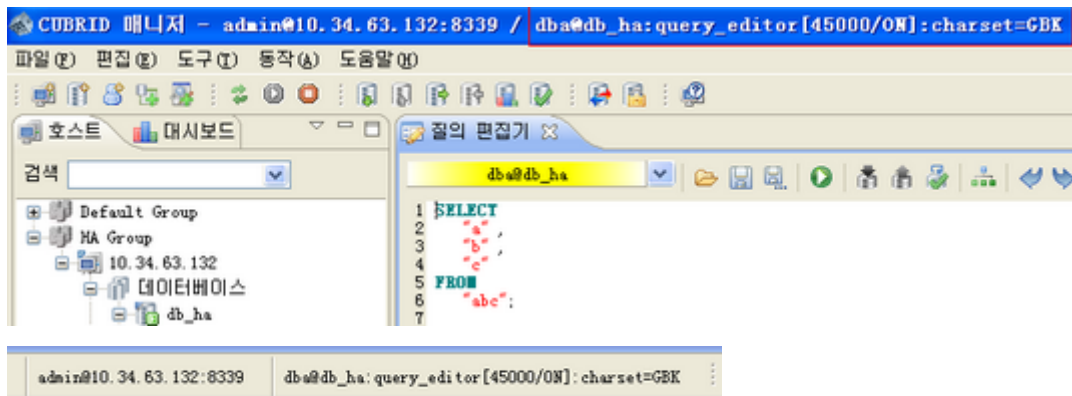 CUBRID 매니저 - admin@10.34.63.132:8339 / dba@db_ha:query_editor[45000/ON]:charset=GBK
파일(F) 편집(E) 도구(T) 동작(A) 도움말(H)
호스트 대시보드 질의 편집기
검색 dba@db_ha
Default Group
HA Group
10.34.63.132
데이터베이스
db_ha
1 SELECT
2 "a" ,
3 "b" ,
4 "c"
5 FROM
6 "abc";
7
admin@10.34.63.132:8339 dba@db_ha:query_editor[45000/ON]:charset=GBK